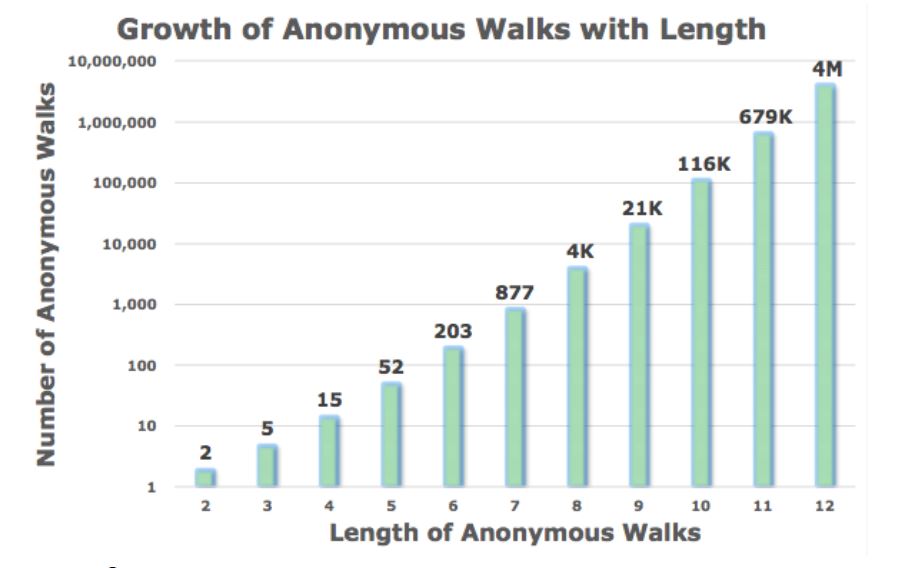 Growth of Anonymous Walks with Length
Number of Anonymous Walks
10,000,000
1,000,000
100,000
10,000
1,000
100
10
1
2
5
15
52
203
877
4K
21K
116K
679K
4M
2 3 4 5 6 7 8 9 10 11 12
Length of Anonymous Walks